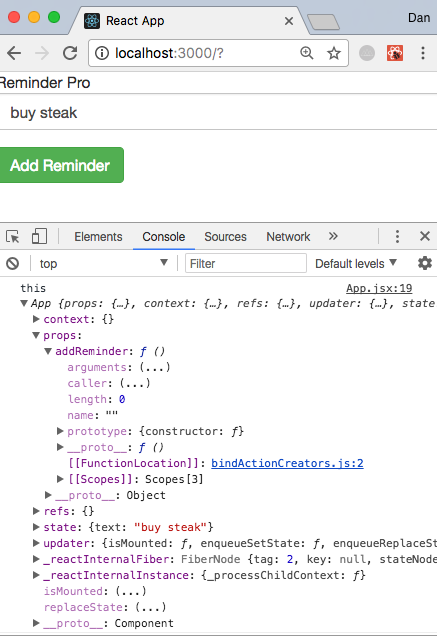 React App
Dan
localhost:3000/?
Reminder Pro
buy steak
Add Reminder
Elements Console Sources Network »
top Filter Default levels
this App.jsx:19
App {props: {…}, context: {…}, refs: {…}, updater: {…}, state
context: {}
props:
addReminder: ƒ ()
arguments: (...)
caller: (...)
length: 0
name: ""
prototype: {constructor: ƒ}
__proto__: ƒ ()
[[FunctionLocation]]: bindActionCreators.js:2
[[Scopes]]: Scopes[3]
__proto__: Object
refs: {}
state: {text: "buy steak"}
updater: {isMounted: ƒ, enqueueSetState: ƒ, enqueueReplaceSt
_reactInternalFiber: FiberNode {tag: 2, key: null, stateNode
_reactInternalInstance: {_processChildContext: ƒ}
isMounted: (...)
replaceState: (...)
__proto__: Component